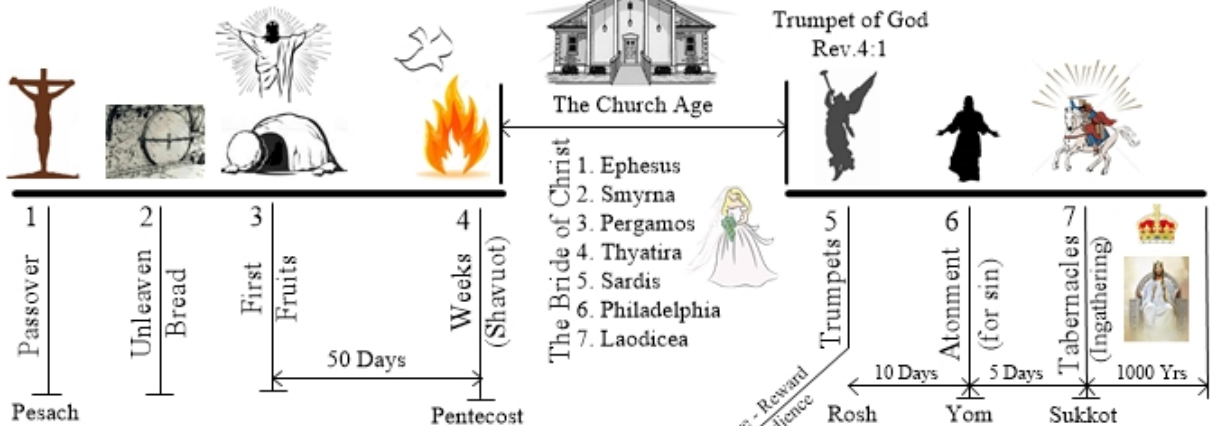 Trumpet of God
Rev.4:1
The Church Age
The Bride of Christ
1. Ephesus
2. Smyrna
3. Pergamos
4. Thyatira
5. Sardis
6. Philadelphia
7. Laodicea
1
Passover
Pesach
2
Unleaven
Bread
3
First
Fruits
50 Days
4
Weeks
(Shavuot)
Pentecost
- Reward
5
Trumpets
Rosh
10 Days
6
Atonment
(for sin)
Yom
5 Days
7
Tabernacles
(Ingathering)
Sukkot
1000 Yrs